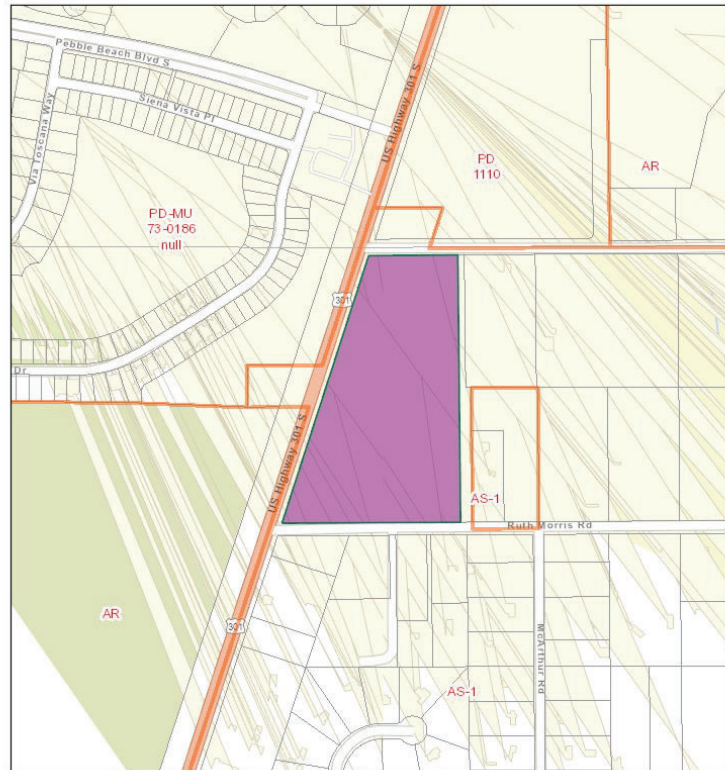 Pebble Beach Blvd S
Siena Vista Pl
Via Toscana Way
US Highway 301 S
PD
1110
AR
PD-MU
73-0186
null
301
Dr
US Highway 301 S
AS-1
Ruth Morris Rd
AR
301
McArthur Rd
AS-1